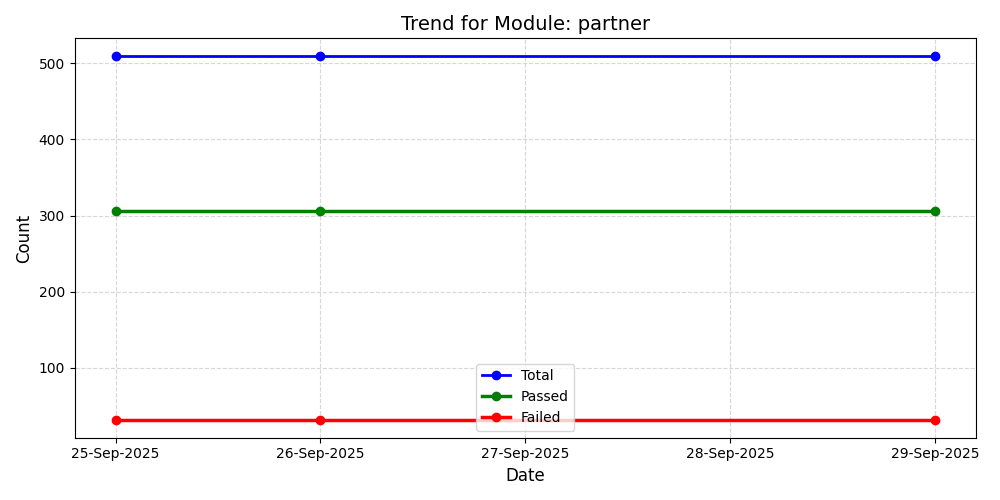 Trend for Module: partner
Count
500
400
300
200
100
Total
Passed
Failed
25-Sep-2025 26-Sep-2025 27-Sep-2025 28-Sep-2025 29-Sep-2025
Date